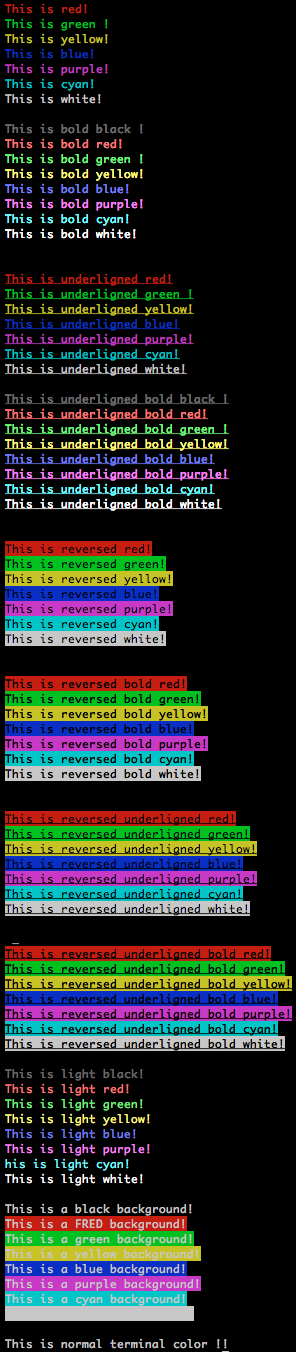 This is red!
This is green !
This is yellow!
This is blue!
This is purple!
This is cyan!
This is white!
This is bold black !
This is bold red!
This is bold green !
This is bold yellow!
This is bold blue!
This is bold purple!
This is bold cyan!
This is bold white!
This is underligned red!
This is underligned green !
This is underligned yellow!
This is underligned blue!
This is underligned purple!
This is underligned cyan!
This is underligned white!
This is underligned bold black !
This is underligned bold red!
This is underligned bold green !
This is underligned bold yellow!
This is underligned bold blue!
This is underligned bold purple!
This is underligned bold cyan!
This is underligned bold white!
This is reversed red!
This is reversed green!
This is reversed yellow!
This is reversed blue!
This is reversed purple!
This is reversed cyan!
This is reversed white!
This is reversed bold red!
This is reversed bold green!
This is reversed bold yellow!
This is reversed bold blue!
This is reversed bold purple!
This is reversed bold cyan!
This is reversed bold white!
This is reversed underligned red!
This is reversed underligned green!
This is reversed underligned yellow!
This is reversed underligned blue!
This is reversed underligned purple!
This is reversed underligned cyan!
This is reversed underligned white!
_
This is reversed underligned bold red!
This is reversed underligned bold green!
This is reversed underligned bold yellow!
This is reversed underligned bold blue!
This is reversed underligned bold purple!
This is reversed underligned bold cyan!
This is reversed underligned bold white!
This is light black!
This is light red!
This is light green!
This is light yellow!
This is light blue!
This is light purple!
his is light cyan!
This is light white!
This is a black background!
This is a FRED background!
This is a green background!
This is a yellow background!
This is a blue background!
This is a purple background!
This is a cyan background!
This is normal terminal color !!